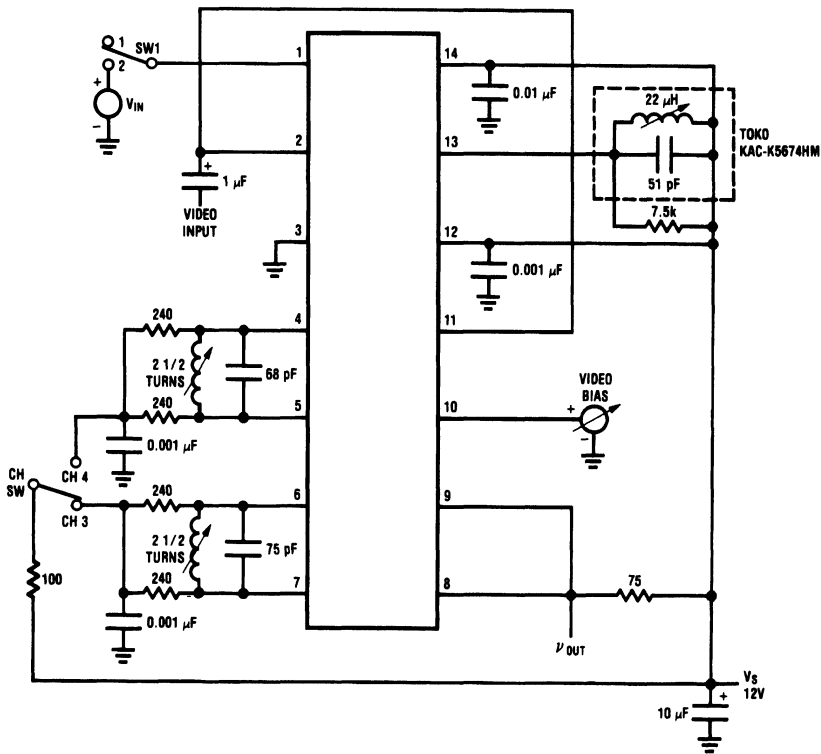 1
SW1
2
+
VIN
−
1
14
0.01 μF
22 μH
TOKO
KAC-K5674HM
2
13
51 pF
+
1 μF
VIDEO
INPUT
7.5k
3
12
0.001 μF
240
4
11
2 1/2
TURNS
68 pF
240
5
10
VIDEO
BIAS
+
−
0.001 μF
CH 4
CH
SW
CH 3
240
6
9
2 1/2
TURNS
75 pF
100
240
7
8
75
0.001 μF
ν OUT
VS
12V
+
10 μF